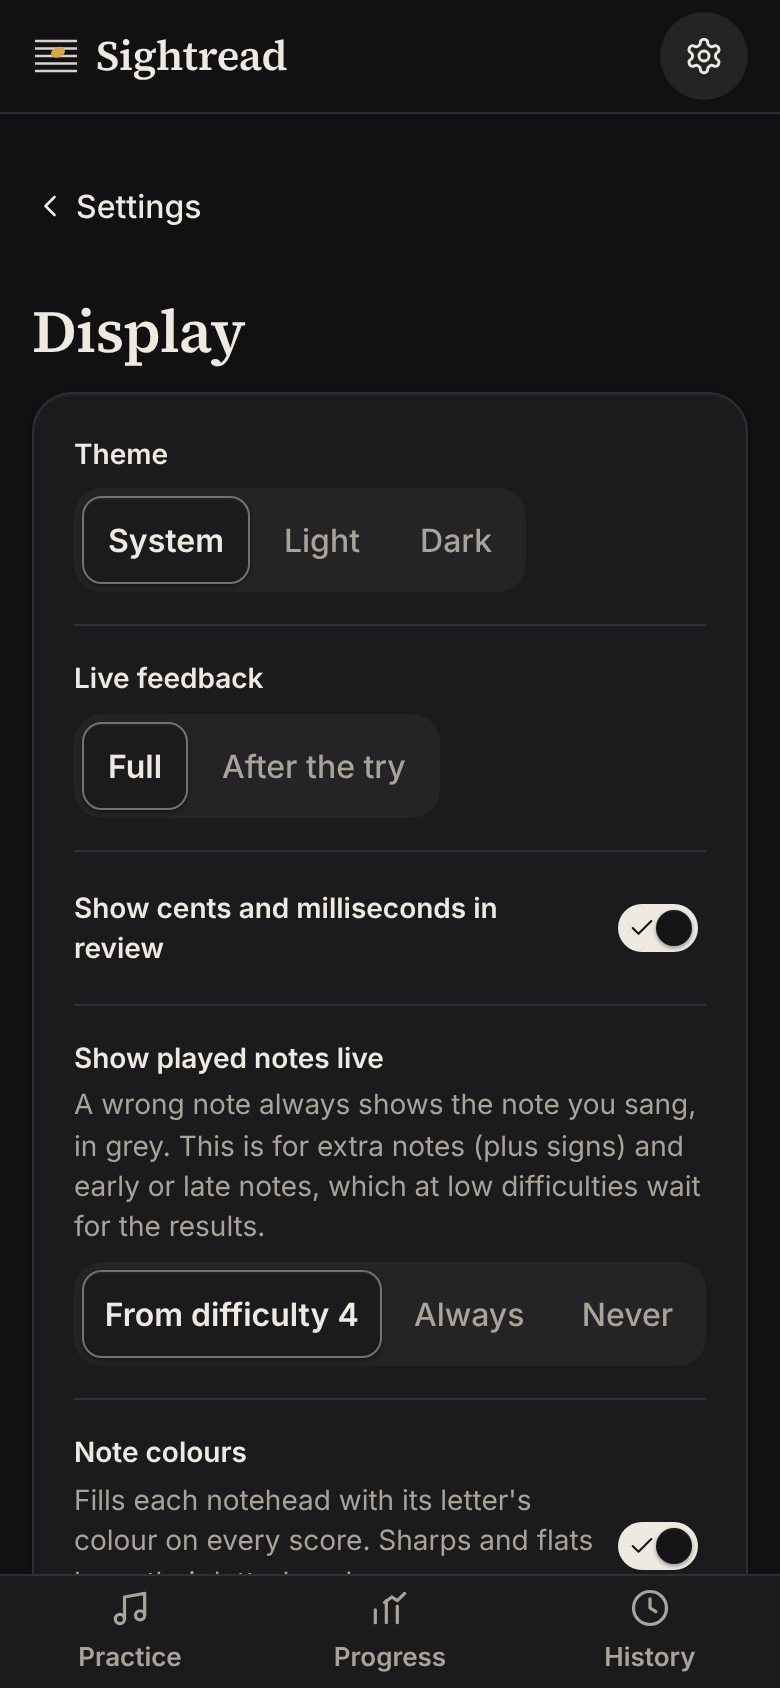 Sightread
Settings
Display
Theme
System Light Dark
Live feedback
Full After the try
Show cents and milliseconds in
review
Show played notes live
A wrong note always shows the note you sang,
in grey. This is for extra notes (plus signs) and
early or late notes, which at low difficulties wait
for the results.
From difficulty 4 Always Never
Note colours
Fills each notehead with its letter's
colour on every score. Sharps and flats
Practice Progress History